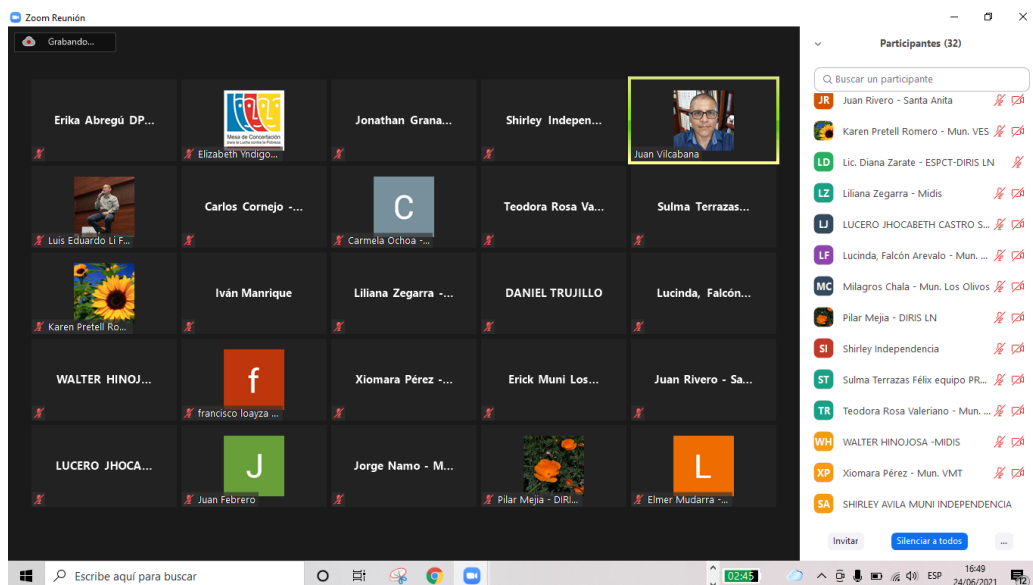 Zoom Reunión
Grabando...
Erika Abregú DP...
Mesa de Concertación
para la Lucha contra la Pobreza
Elizabeth Yndigo...
Jonathan Grana...
Shirley Indepen...
Juan Vilcabana
Luis Eduardo Li F...
Carlos Cornejo -...
C
Carmela Ochoa -...
Teodora Rosa Va...
Sulma Terrazas...
Karen Pretell Ro...
Iván Manrique
Liliana Zegarra -...
DANIEL TRUJILLO
Lucinda, Falcón...
WALTER HINOJ...
f
francisco loayza ...
Xiomara Pérez -...
Erick Muni Los...
Juan Rivero - Sa...
LUCERO JHOCA...
J
Juan Febrero
Jorge Namo - M...
Pilar Mejia - DIRI...
L
Elmer Mudarra -...
Participantes (32)
Buscar un participante
JR Juan Rivero - Santa Anita
Karen Pretell Romero - Mun. VES
LD Lic. Diana Zarate - ESPCT-DIRIS LN
LZ Liliana Zegarra - Midis
LJ LUCERO JHOCABETH CASTRO S...
LF Lucinda, Falcón Arevalo - Mun. ...
MC Milagros Chala - Mun. Los Olivos
Pilar Mejia - DIRIS LN
SI Shirley Independencia
ST Sulma Terrazas Félix equipo PR...
TR Teodora Rosa Valeriano - Mun. ...
WH WALTER HINOJOSA -MIDIS
XP Xiomara Pérez - Mun. VMT
SA SHIRLEY AVILA MUNI INDEPENDENCIA
Invitar Silenciar a todos ...
Escribe aquí para buscar
02:45
ESP
16:49
24/06/2021
2